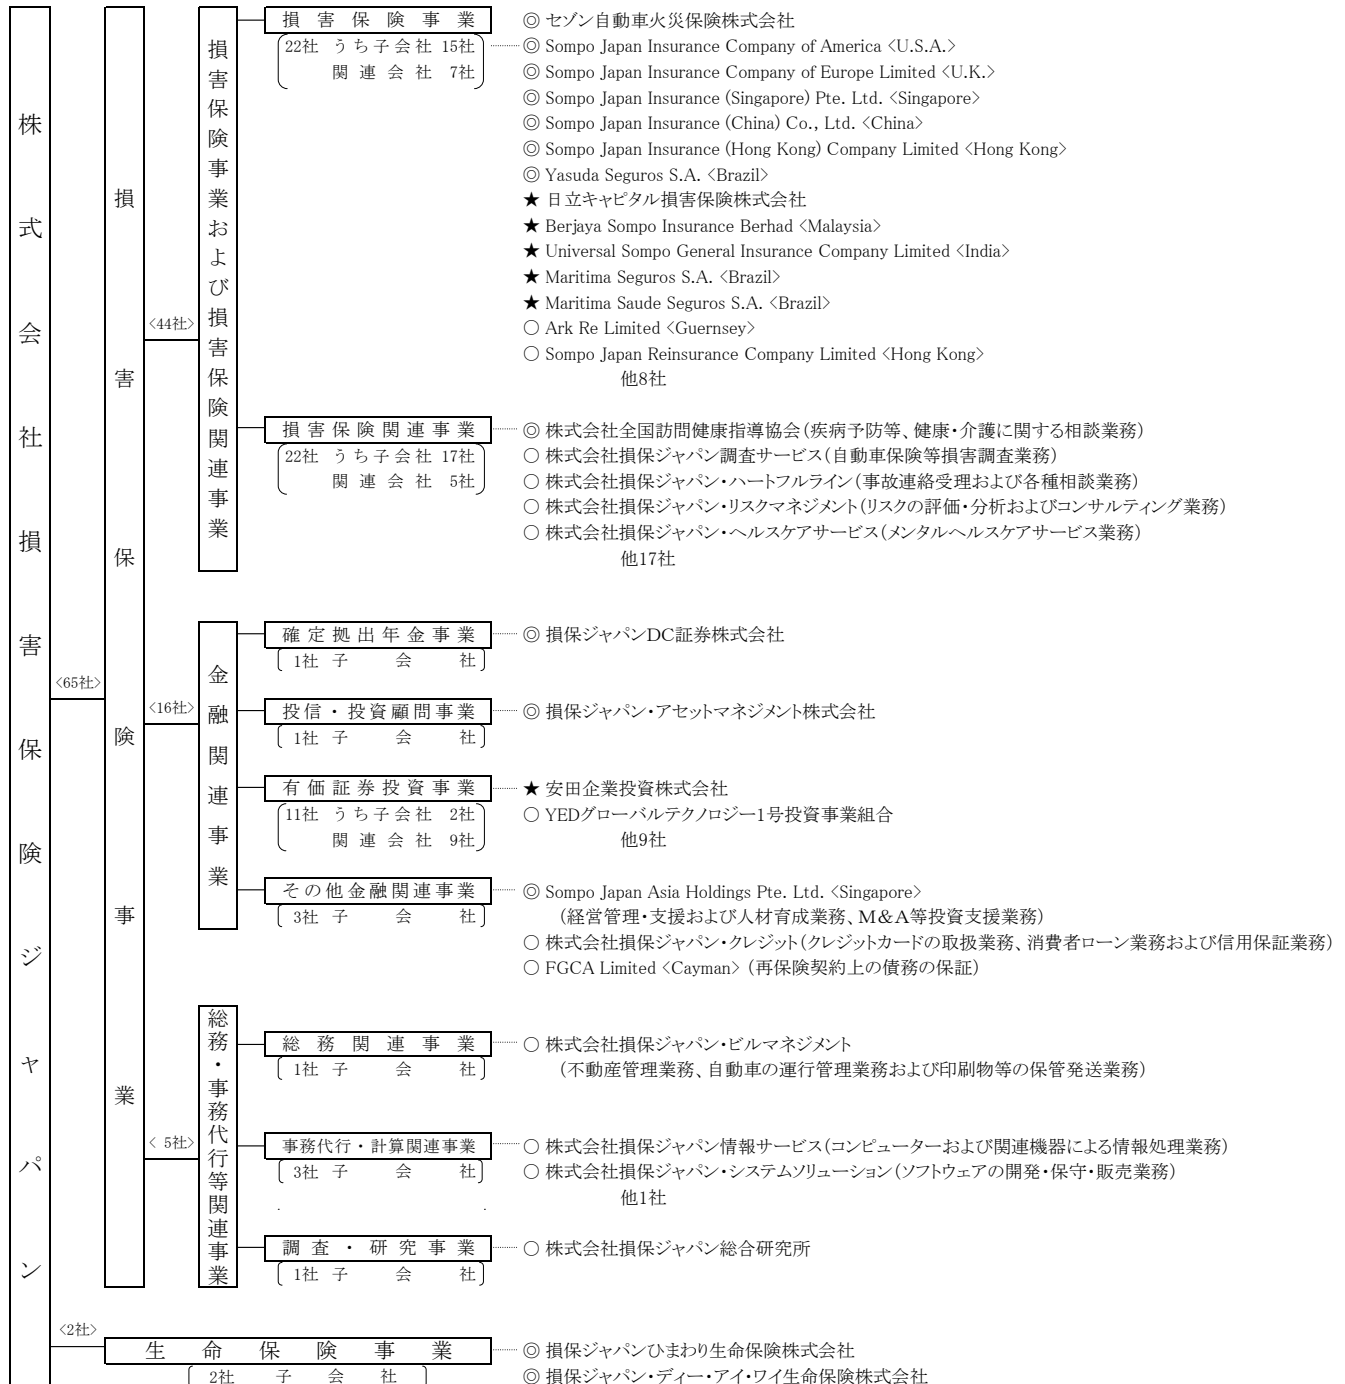 株式会社損害保険ジャパン
<65社>
損害保険事業
<44社>
損害保険事業および損害保険関連事業
損害保険事業
22社 うち子会社 15社
関連会社 7社
◎ セゾン自動車火災保険株式会社
◎ Sompo Japan Insurance Company of America <U.S.A.>
◎ Sompo Japan Insurance Company of Europe Limited <U.K.>
◎ Sompo Japan Insurance (Singapore) Pte. Ltd. <Singapore>
◎ Sompo Japan Insurance (China) Co., Ltd. <China>
◎ Sompo Japan Insurance (Hong Kong) Company Limited <Hong Kong>
◎ Yasuda Seguros S.A. <Brazil>
★ 日立キャピタル損害保険株式会社
★ Berjaya Sompo Insurance Berhad <Malaysia>
★ Universal Sompo General Insurance Company Limited <India>
★ Maritima Seguros S.A. <Brazil>
★ Maritima Saude Seguros S.A. <Brazil>
○ Ark Re Limited <Guernsey>
○ Sompo Japan Reinsurance Company Limited <Hong Kong>
他8社
損害保険関連事業
22社 うち子会社 17社
関連会社 5社
◎ 株式会社全国訪問健康指導協会(疾病予防等、健康・介護に関する相談業務)
○ 株式会社損保ジャパン調査サービス(自動車保険等損害調査業務)
○ 株式会社損保ジャパン・ハートフルライン(事故連絡受理および各種相談業務)
○ 株式会社損保ジャパン・リスクマネジメント(リスクの評価・分析およびコンサルティング業務)
○ 株式会社損保ジャパン・ヘルスケアサービス(メンタルヘルスケアサービス業務)
他17社
<16社>
金融関連事業
確定拠出年金事業
1社 子会社
◎ 損保ジャパンDC証券株式会社
投信・投資顧問事業
1社 子会社
◎ 損保ジャパン・アセットマネジメント株式会社
有価証券投資事業
11社 うち子会社 2社
関連会社 9社
★ 安田企業投資株式会社
○ YEDグローバルテクノロジー1号投資事業組合
他9社
その他金融関連事業
3社 子会社
◎ Sompo Japan Asia Holdings Pte. Ltd. <Singapore>
(経営管理・支援および人材育成業務、M&A等投資支援業務)
○ 株式会社損保ジャパン・クレジット(クレジットカードの取扱業務、消費者ローン業務および信用保証業務)
○ FGCA Limited <Cayman> (再保険契約上の債務の保証)
< 5社>
総務・事務代行等関連事業
総務関連事業
1社 子会社
○ 株式会社損保ジャパン・ビルマネジメント
(不動産管理業務、自動車の運行管理業務および印刷物等の保管発送業務)
事務代行・計算関連事業
3社 子会社
○ 株式会社損保ジャパン情報サービス(コンピューターおよび関連機器による情報処理業務)
○ 株式会社損保ジャパン・システムソリューション(ソフトウェアの開発・保守・販売業務)
他1社
調査・研究事業
1社 子会社
○ 株式会社損保ジャパン総合研究所
<2社>
生命保険事業
2社 子会社
◎ 損保ジャパンひまわり生命保険株式会社
◎ 損保ジャパン・ディー・アイ・ワイ生命保険株式会社